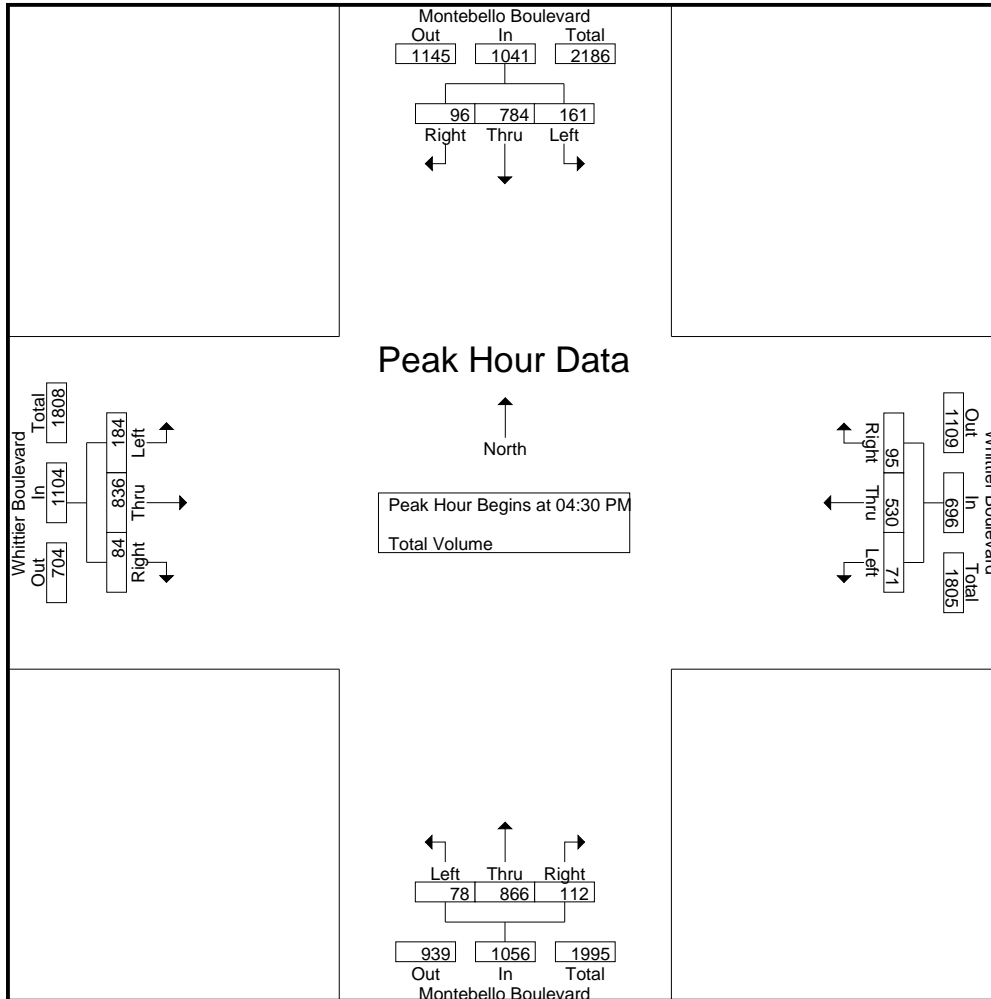 Montebello Boulevard
Out In Total
1145 1041 2186
96 784 161
Right Thru Left
Peak Hour Data
North
Peak Hour Begins at 04:30 PM
Total Volume
Whittier Boulevard
Out In Total
704 1104 1808
Left Thru Right
184 836 84
Whittier Boulevard
Out In Total
1109 696 1805
Right Thru Left
95 530 71
Left Thru Right
78 866 112
939 1056 1995
Out In Total
Montebello Boulevard